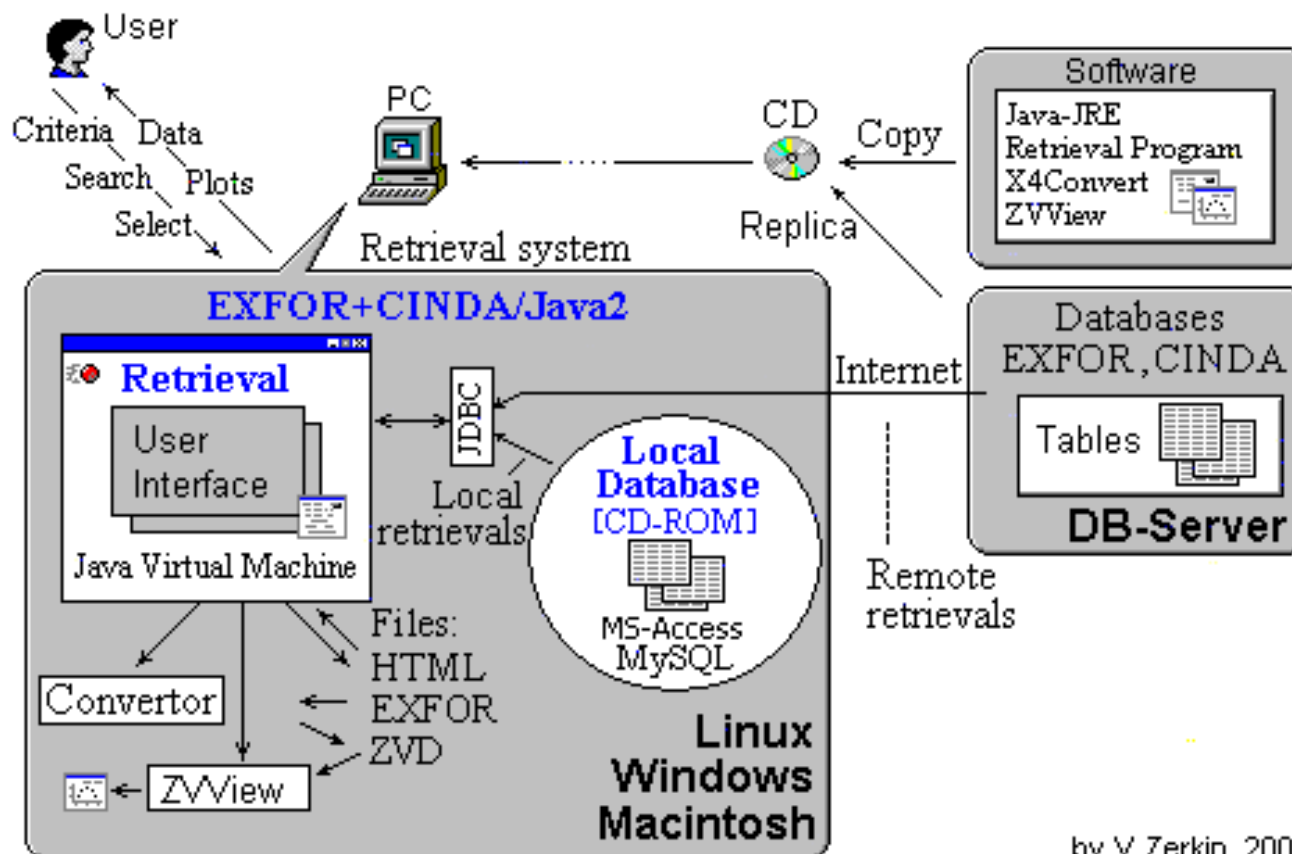 User
Criteria
Data
Search
Plots
Select
PC
CD
Copy
Replica
Software
Java-JRE
Retrieval Program
X4Convert
ZVView
Retrieval system
EXFOR+CINDA/Java2
Retrieval
User
Interface
Java Virtual Machine
JDBC
Local
retrievals
Local
Database
[CD-ROM]
MS-Access
MySQL
Internet
Databases
EXFOR,CINDA
Tables
DB-Server
Remote
retrievals
Files:
HTML
EXFOR
ZVD
Convertor
ZVView
Linux
Windows
Macintosh
by V. Zerkin,